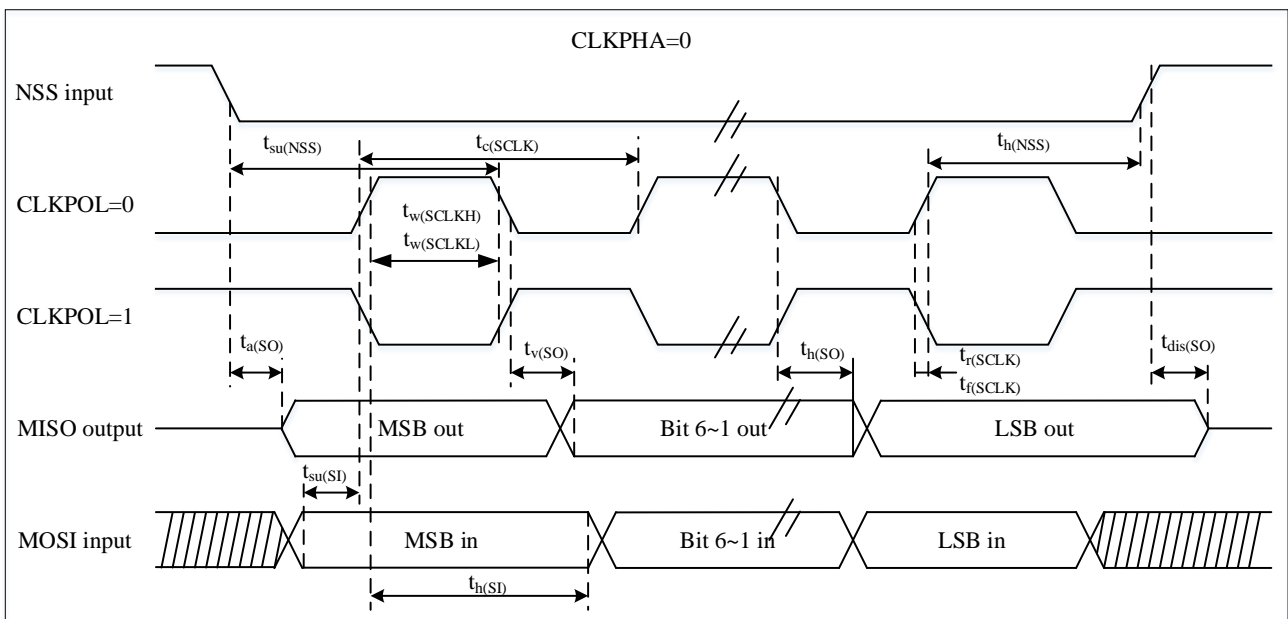 CLKPHA=0
NSS input
tsu(NSS)
tc(SCLK)
th(NSS)
CLKPOL=0
tw(SCLKH)
tw(SCLKL)
CLKPOL=1
ta(SO)
tv(SO)
th(SO)
tr(SCLK)
tf(SCLK)
tdis(SO)
MISO output
MSB out
Bit 6~1 out
LSB out
tsu(SI)
MOSI input
MSB in
Bit 6~1 in
LSB in
th(SI)